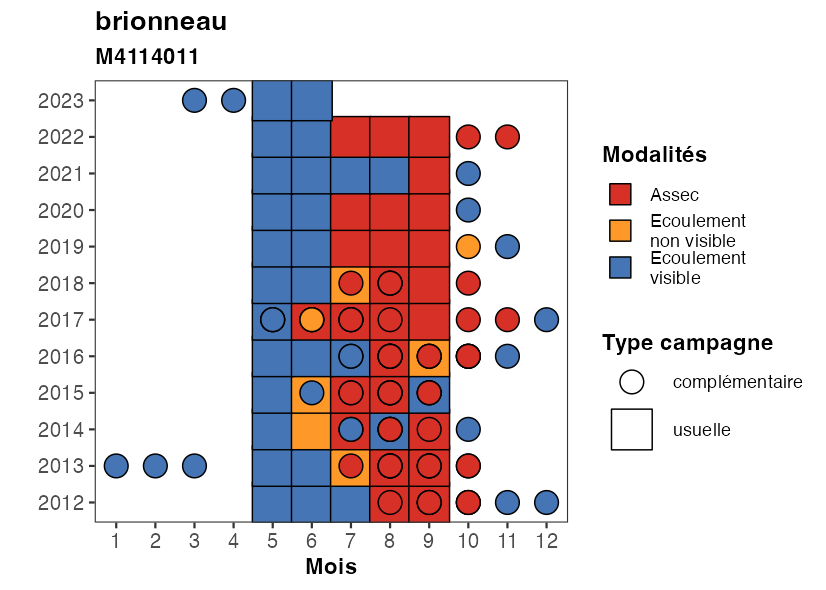 brionneau
M4114011
2023
2022
2021
2020
2019
2018
2017
2016
2015
2014
2013
2012
1 2 3 4 5 6 7 8 9 10 11 12
Mois
Modalités
Assec
Ecoulement
non visible
Ecoulement
visible
Type campagne
complémentaire
usuelle